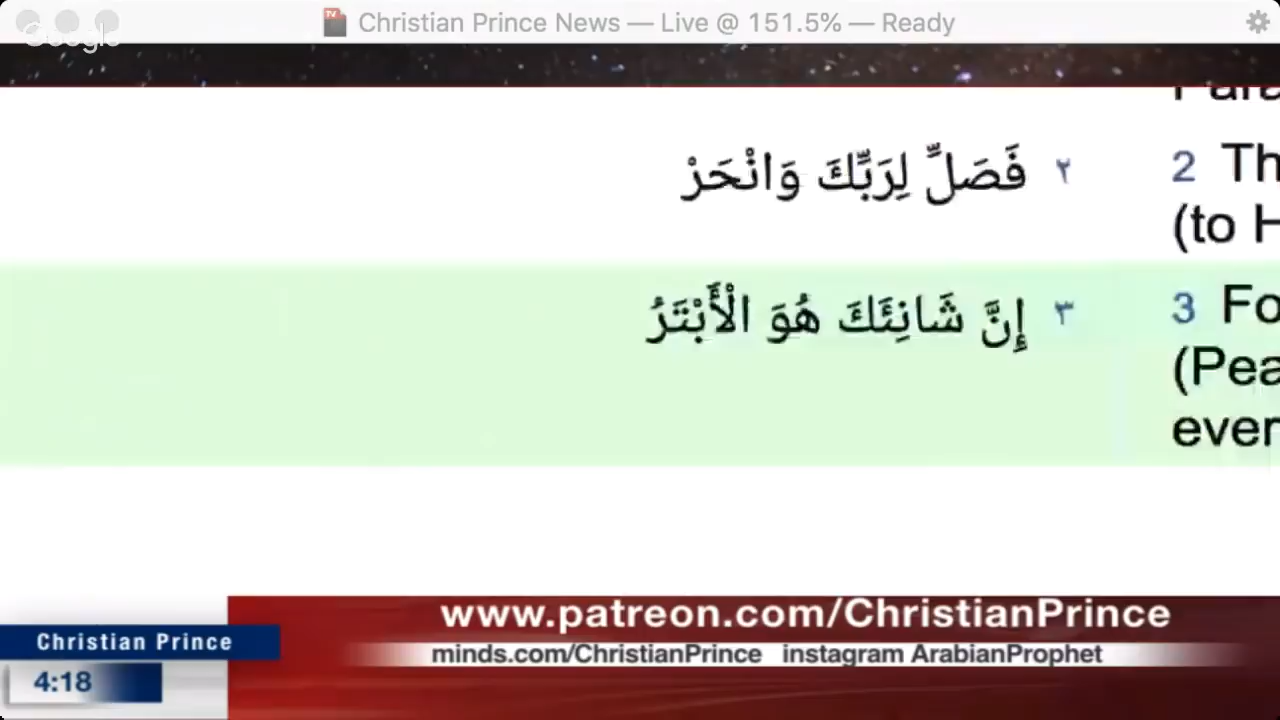 Christian Prince News — Live @ 151.5% — Ready
Google
٢ فَصَلِّ لِرَبِّكَ وَانْحَرْ
2 Th
(to H
٣ إِنَّ شَانِئَكَ هُوَ الْأَبْتَرُ
3 Fo
(Pea
ever
www.patreon.com/ChristianPrince
Christian Prince
minds.com/ChristianPrince instagram ArabianProphet
4:18